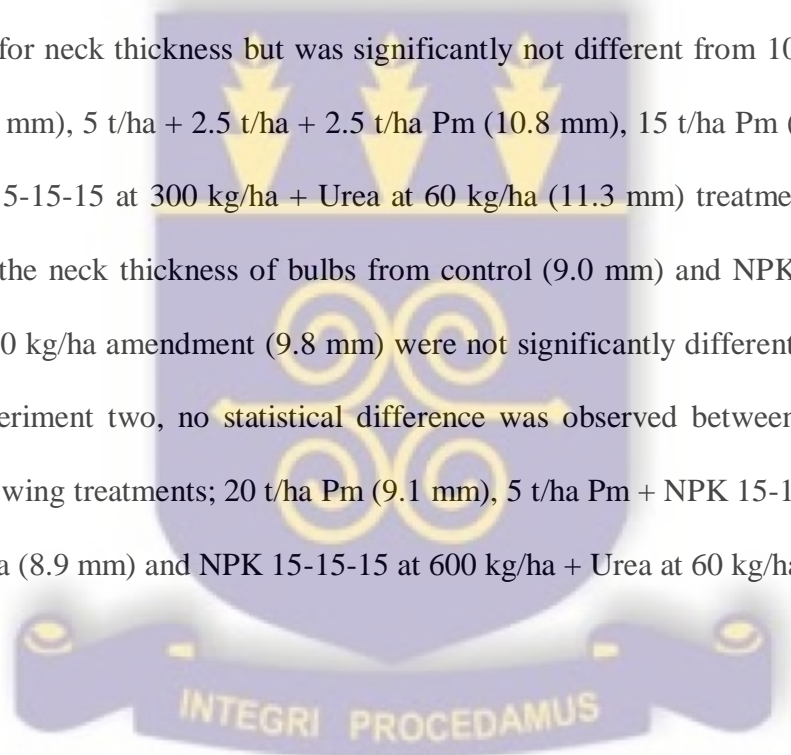 for neck thickness but was significantly not different from 10
mm), 5 t/ha + 2.5 t/ha + 2.5 t/ha Pm (10.8 mm), 15 t/ha Pm (
5-15-15 at 300 kg/ha + Urea at 60 kg/ha (11.3 mm) treatme
the neck thickness of bulbs from control (9.0 mm) and NPK
0 kg/ha amendment (9.8 mm) were not significantly different
eriment two, no statistical difference was observed between
wing treatments; 20 t/ha Pm (9.1 mm), 5 t/ha Pm + NPK 15-1
a (8.9 mm) and NPK 15-15-15 at 600 kg/ha + Urea at 60 kg/ha
INTEGRI PROCEDAMUS